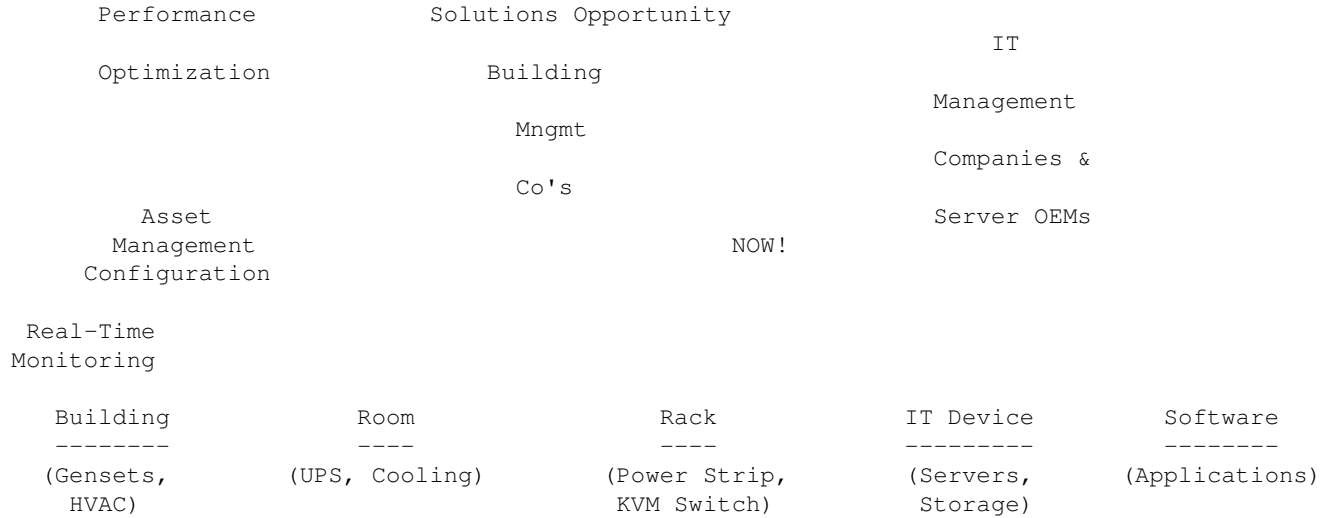 Performance Solutions Opportunity
IT
Optimization Building
Management
Mngmt
Companies &
Co's
Asset Server OEMs
Management NOW!
Configuration
Real-Time
Monitoring
Building Room Rack IT Device Software
-------- ---- ---- --------- --------
(Gensets, (UPS, Cooling) (Power Strip, (Servers, (Applications)
HVAC) KVM Switch) Storage)